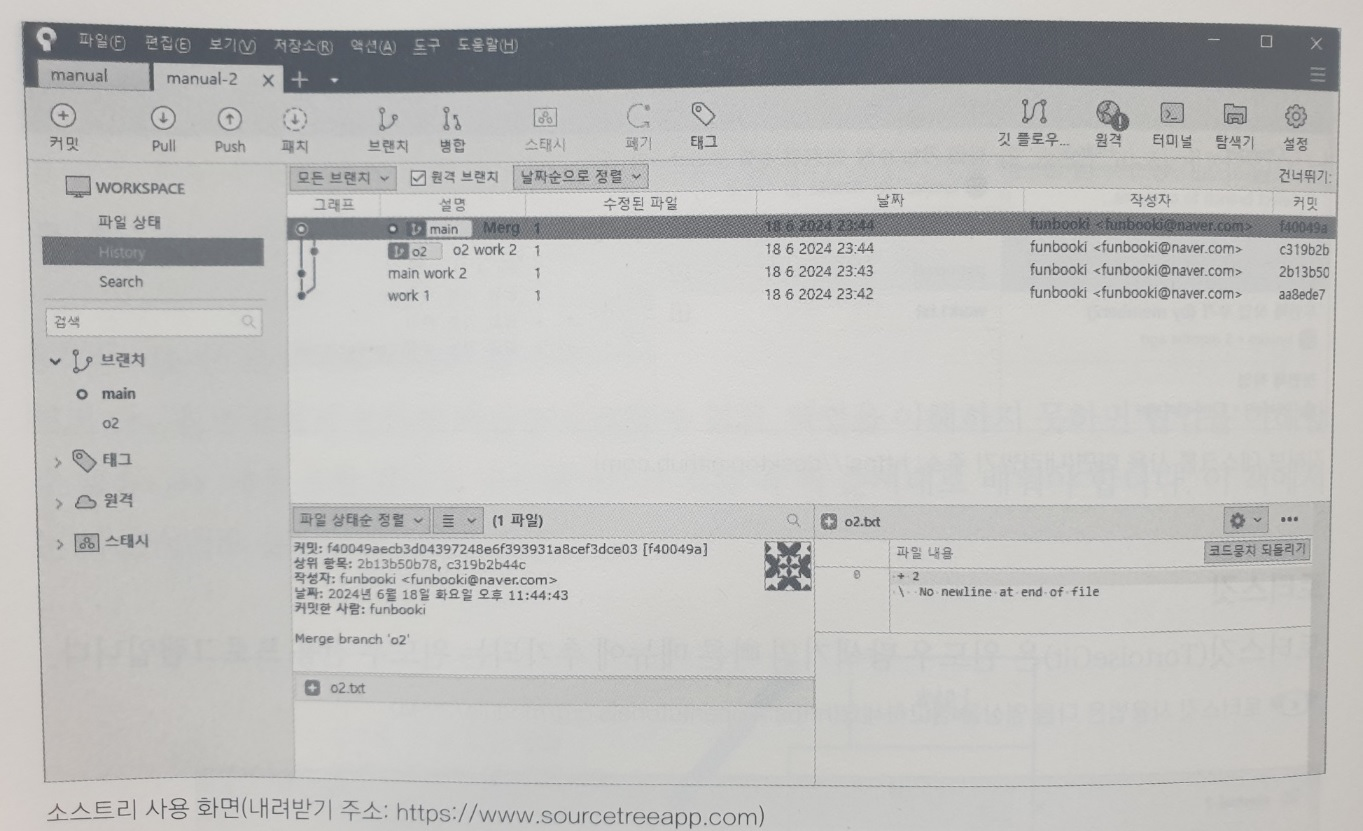 파일(F) 편집(E) 보기(V) 저장소(R) 액션(A) 도구 도움말(H)
manual manual-2
커밋 Pull Push 패치 브랜치 병합 스태시 폐기 태그 깃 플로우... 원격 터미널 탐색기 설정
WORKSPACE
파일 상태
History
Search
검색
브랜치
main
o2
태그
원격
스태시
모든 브랜치 원격 브랜치 날짜순으로 정렬 건너뛰기:
그래프 설명 수정된 파일 날짜 작성자 커밋
main Merg 1 18 6 2024 23:44 funbooki <funbooki@naver.com> f40049a
o2 o2 work 2 1 18 6 2024 23:44 funbooki <funbooki@naver.com> c319b2b
main work 2 1 18 6 2024 23:43 funbooki <funbooki@naver.com> 2b13b50
work 1 1 18 6 2024 23:42 funbooki <funbooki@naver.com> aa8ede7
파일 상태순 정렬 (1 파일)
커밋: f40049aecb3d04397248e6f393931a8cef3dce03 [f40049a]
상위 항목: 2b13b50b78, c319b2b44c
작성자: funbooki <funbooki@naver.com>
날짜: 2024년 6월 18일 화요일 오후 11:44:43
커밋한 사람: funbooki
Merge branch 'o2'
o2.txt
o2.txt
파일 내용 코드뭉치 되돌리기
0 + 2
\ No newline at end of file
소스트리 사용 화면(내려받기 주소: https://www.sourcetreeapp.com)